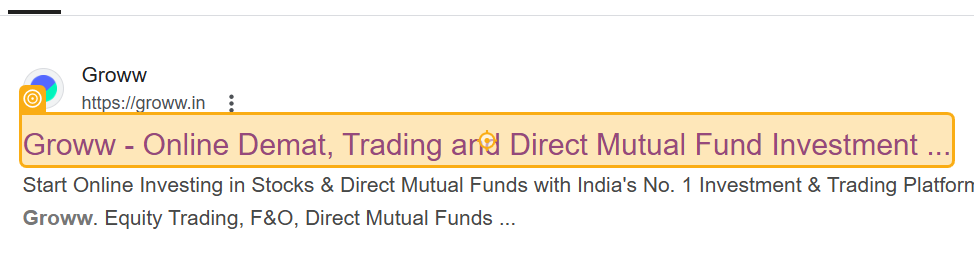 Groww
https://groww.in
Groww - Online Demat, Trading and Direct Mutual Fund Investment ...
Start Online Investing in Stocks & Direct Mutual Funds with India's No. 1 Investment & Trading Platform
Groww. Equity Trading, F&O, Direct Mutual Funds ...